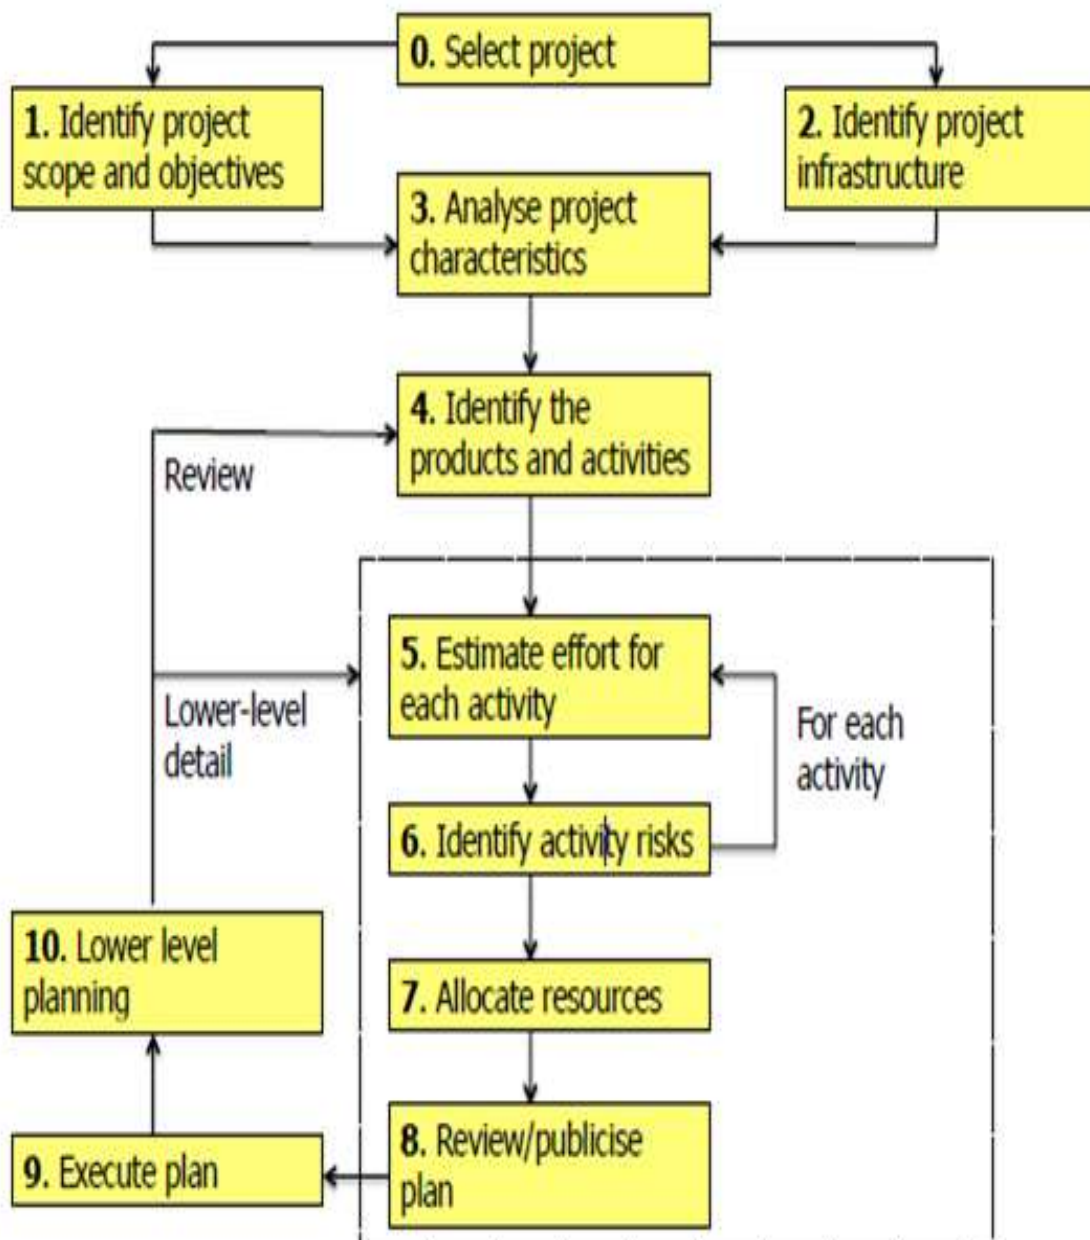 0. Select project
1. Identify project
scope and objectives
2. Identify project
infrastructure
3. Analyse project
characteristics
4. Identify the
products and activities
Review
5. Estimate effort for
each activity
Lower-level
detail
For each
activity
6. Identify activity risks
10. Lower level
planning
7. Allocate resources
8. Review/publicise
plan
9. Execute plan